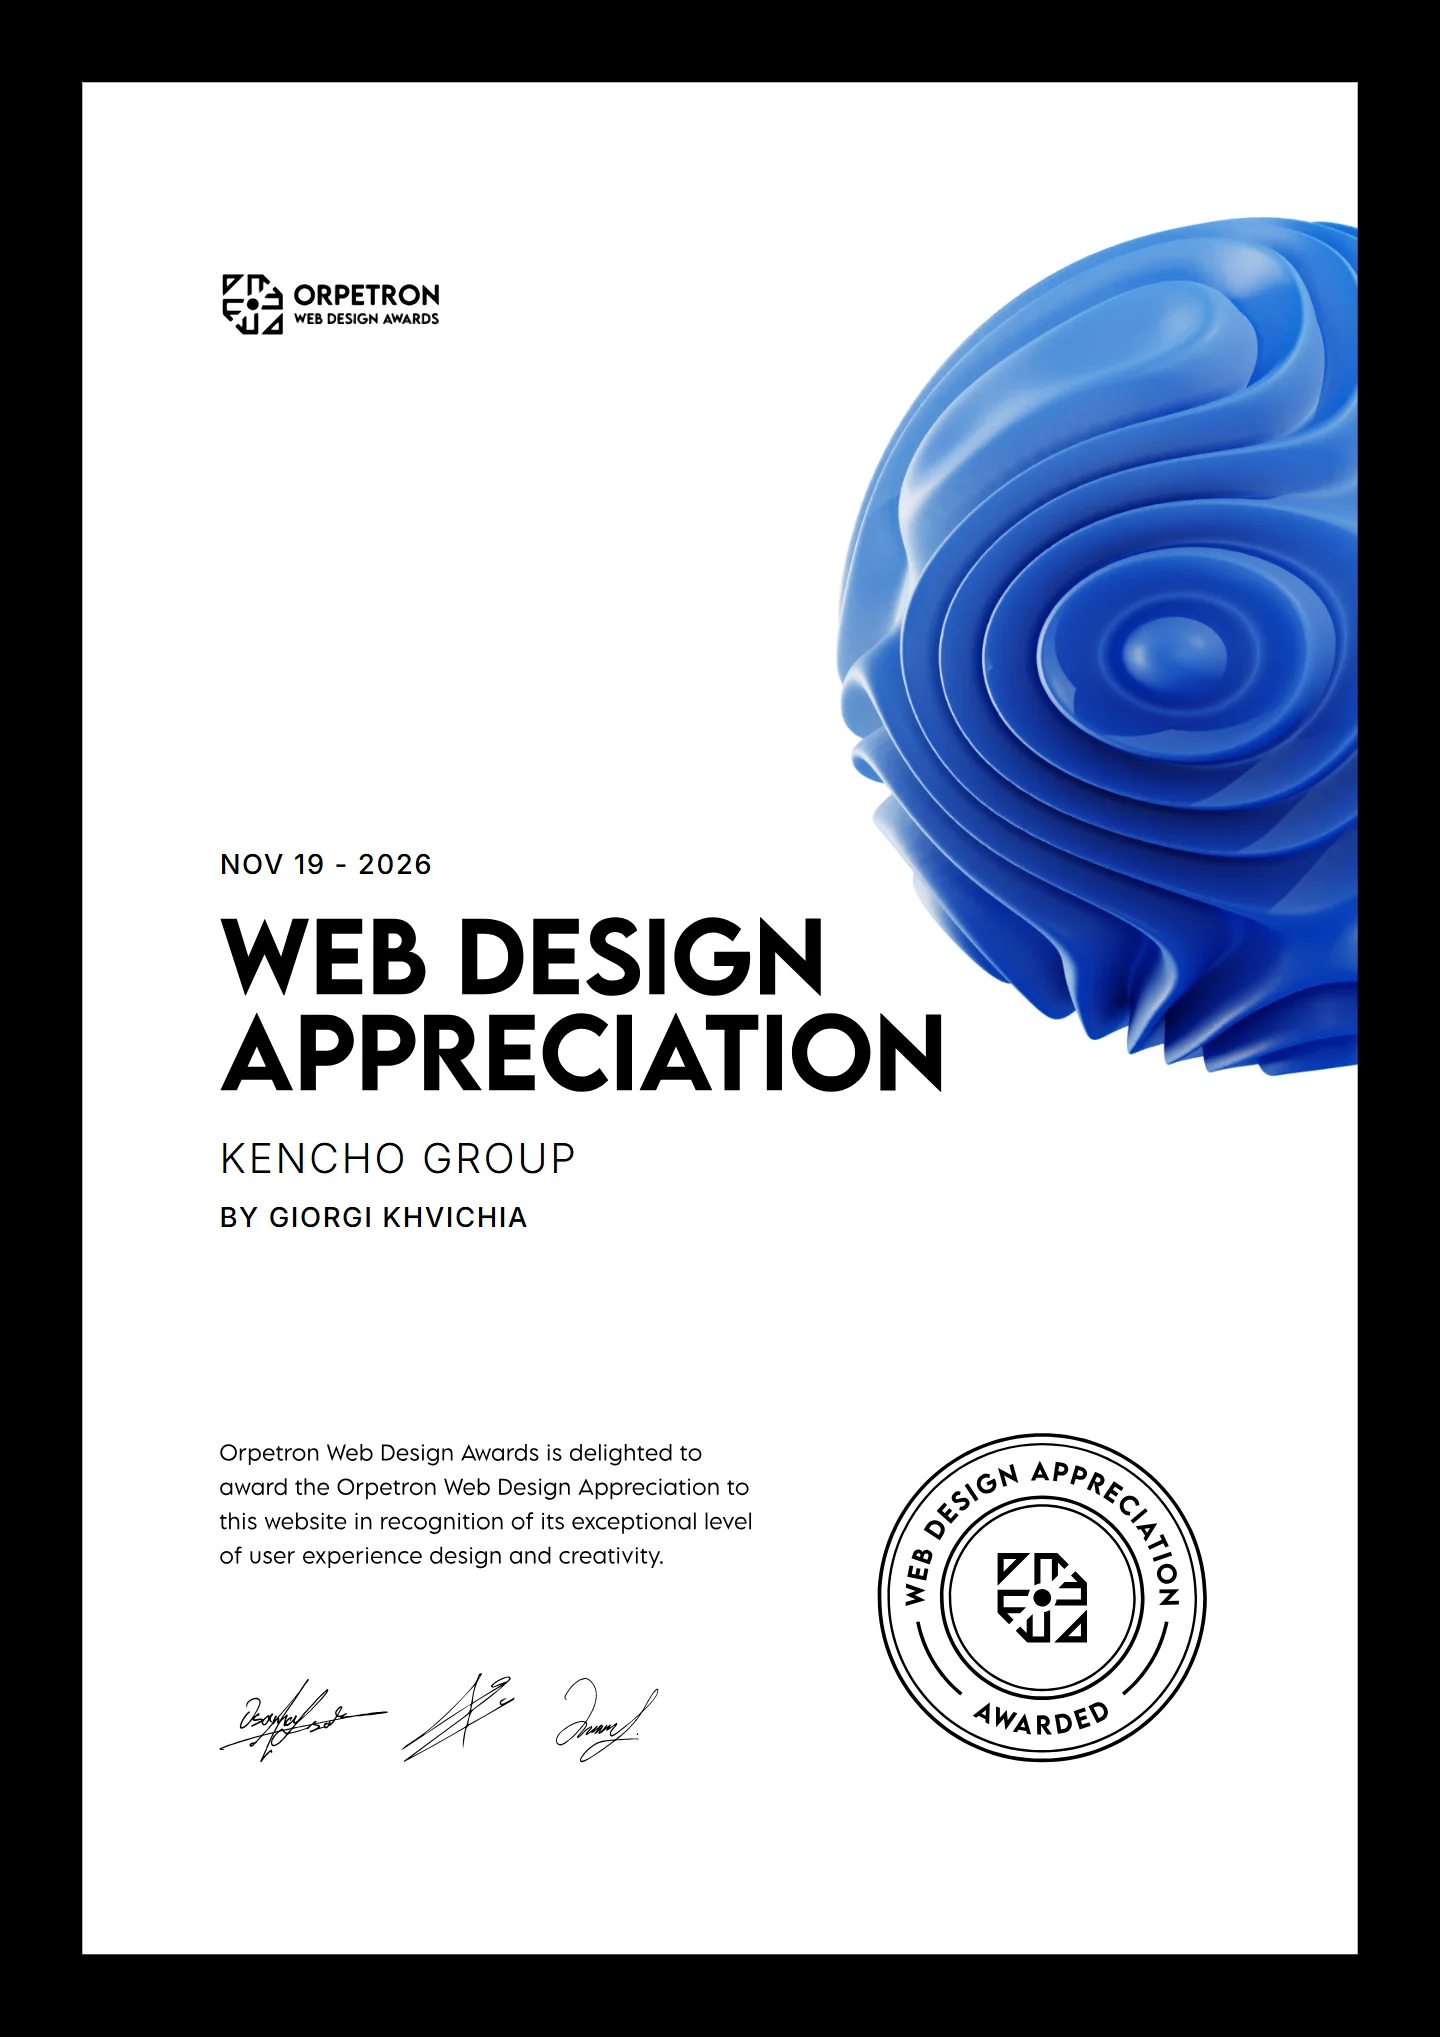 ORPETRON
WEB DESIGN AWARDS
NOV 19 - 2026
WEB DESIGN
APPRECIATION
KENCHO GROUP
BY GIORGI KHVICHIA
Orpetron Web Design Awards is delighted to
award the Orpetron Web Design Appreciation to
this website in recognition of its exceptional level
of user experience design and creativity.
WEB DESIGN APPRECIATION
AWARDED